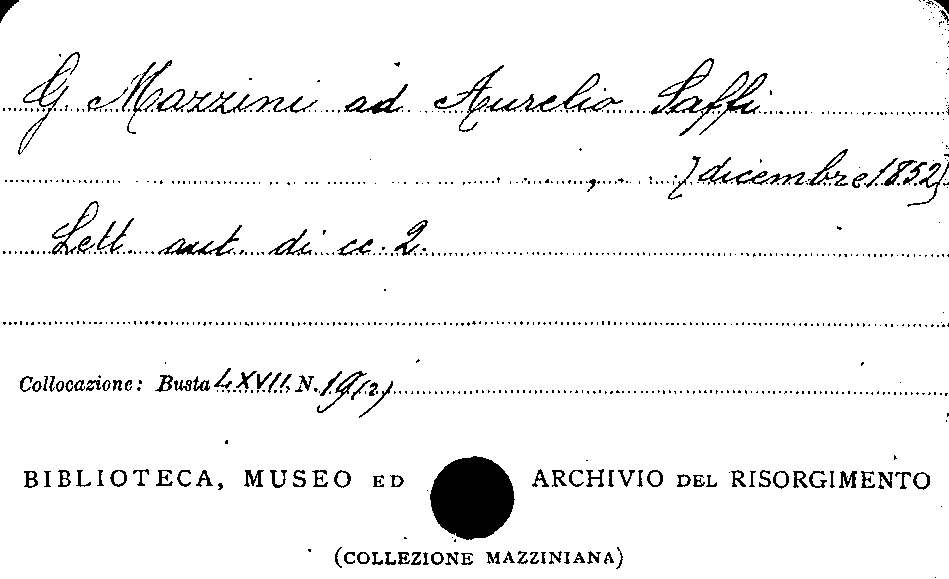 G. Mazzini ad Aurelio Saffi
[dicembre 1852]
Lett. aut. di cc. 2.
Collocazione: Busta LXVII. N. 19(2)
BIBLIOTECA, MUSEO ED ARCHIVIO DEL RISORGIMENTO
(COLLEZIONE MAZZINIANA)